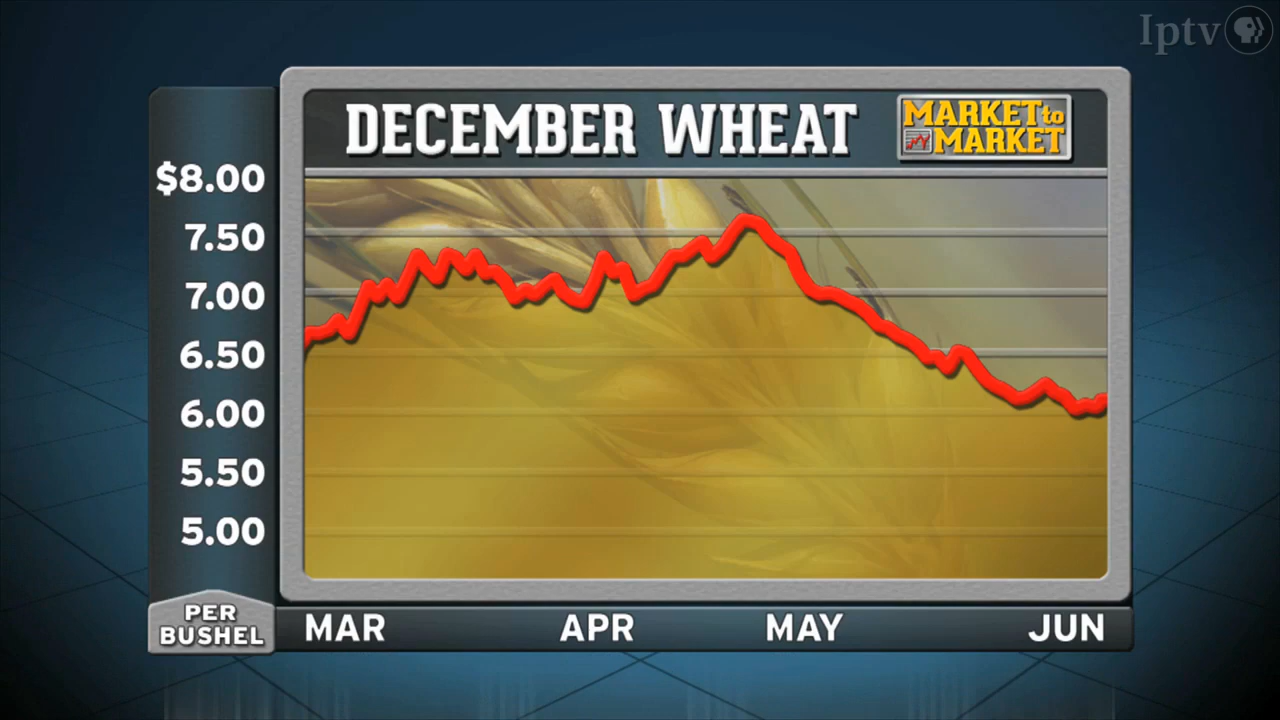 Iptv
DECEMBER WHEAT
MARKET to
MARKET
$8.00
7.50
7.00
6.50
6.00
5.50
5.00
PER
BUSHEL
MAR APR MAY JUN